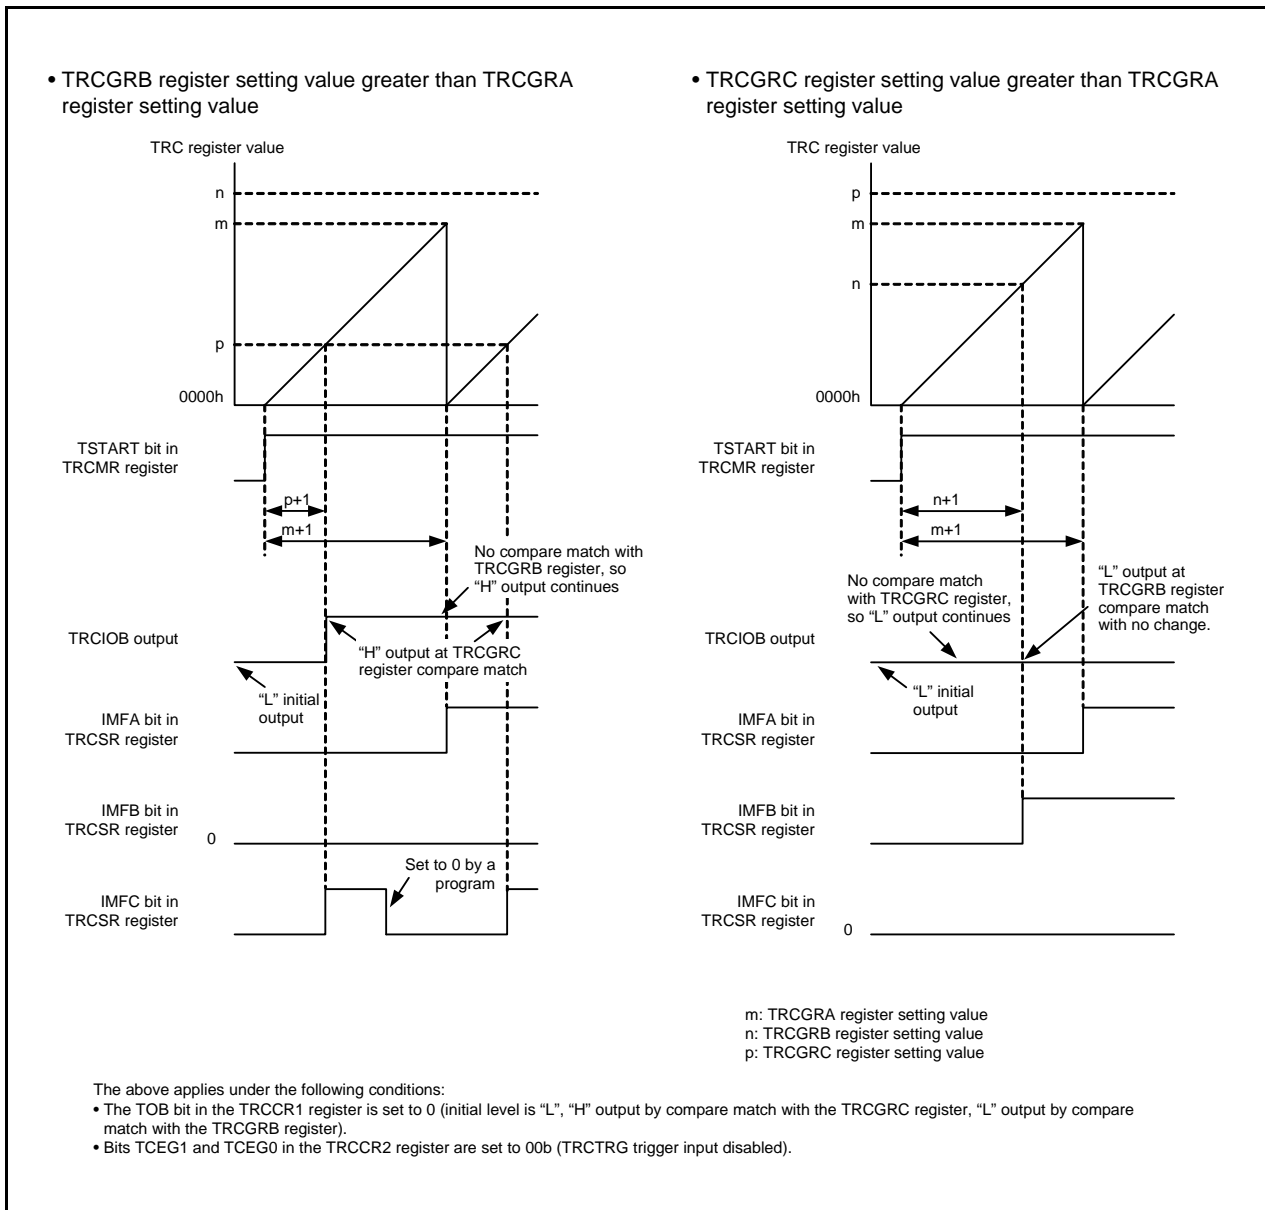 • TRCGRB register setting value greater than TRCGRA
register setting value
TRC register value
n
m
p
0000h
TSTART bit in
TRCMR register
p+1
m+1
No compare match with
TRCGRB register, so
“H” output continues
TRCIOB output
“H” output at TRCGRC
register compare match
“L” initial
output
IMFA bit in
TRCSR register
IMFB bit in
TRCSR register
0
Set to 0 by a
program
IMFC bit in
TRCSR register
• TRCGRC register setting value greater than TRCGRA
register setting value
TRC register value
p
m
n
0000h
TSTART bit in
TRCMR register
n+1
m+1
No compare match
with TRCGRC register,
so “L” output continues
“L” output at
TRCGRB register
compare match
with no change.
TRCIOB output
“L” initial
output
IMFA bit in
TRCSR register
IMFB bit in
TRCSR register
IMFC bit in
TRCSR register
0
m: TRCGRA register setting value
n: TRCGRB register setting value
p: TRCGRC register setting value
The above applies under the following conditions:
• The TOB bit in the TRCCR1 register is set to 0 (initial level is “L”, “H” output by compare match with the TRCGRC register, “L” output by compare
match with the TRCGRB register).
• Bits TCEG1 and TCEG0 in the TRCCR2 register are set to 00b (TRCTRG trigger input disabled).